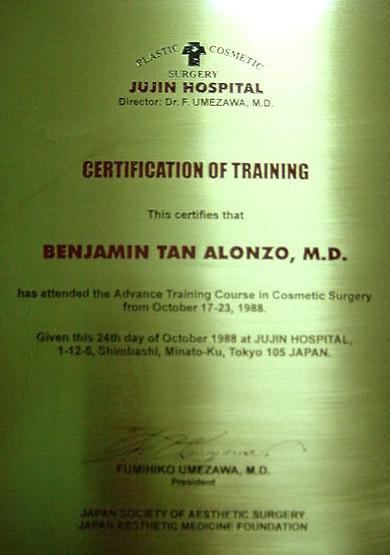 PLASTIC COSMETIC
SURGERY
JUJIN HOSPITAL
Director: Dr. F. UMEZAWA, M.D.
CERTIFICATION OF TRAINING
This certifies that
BENJAMIN TAN ALONZO, M.D.
has attended the Advance Training Course in Cosmetic Surgery
from October 17-23, 1988.
Given this 24th day of October 1988 at JUJIN HOSPITAL,
1-12-5, Shimbashi, Minato-Ku, Tokyo 105 JAPAN.
FUMIHIKO UMEZAWA, M.D.
President
JAPAN SOCIETY OF AESTHETIC SURGERY
JAPAN AESTHETIC MEDICINE FOUNDATION